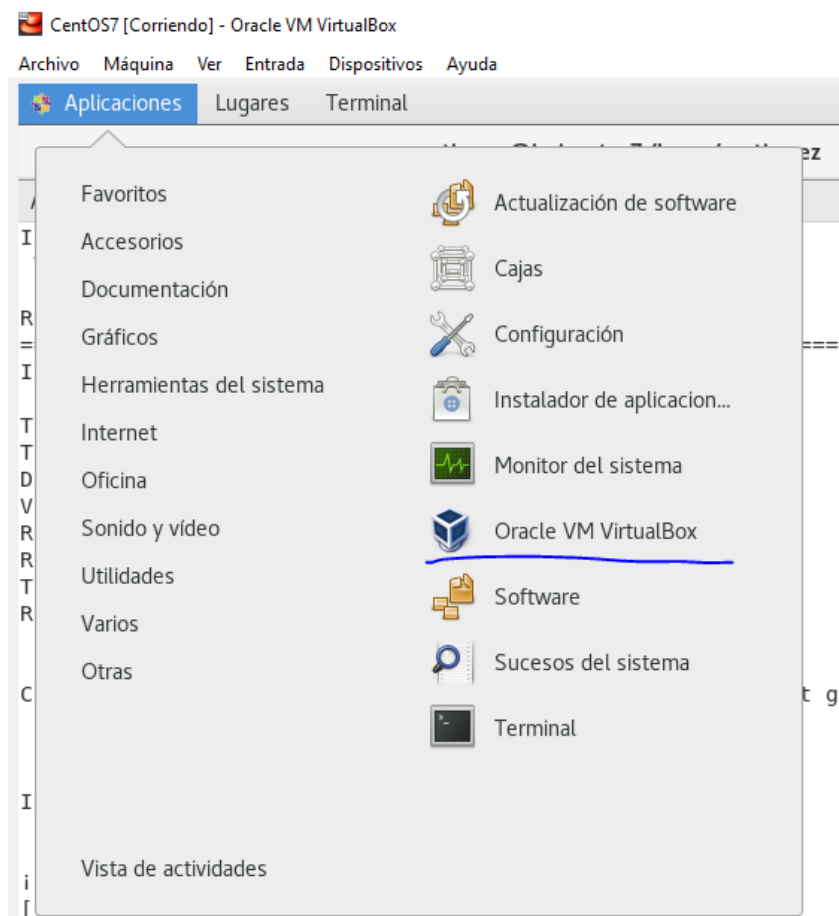 CentOS7 [Corriendo] - Oracle VM VirtualBox
Archivo Máquina Ver Entrada Dispositivos Ayuda
Aplicaciones Lugares Terminal
ez
Favoritos
Accesorios
Documentación
Gráficos
Herramientas del sistema
Internet
Oficina
Sonido y vídeo
Utilidades
Varios
Otras
Vista de actividades
Actualización de software
Cajas
Configuración
Instalador de aplicacion...
Monitor del sistema
Oracle VM VirtualBox
Software
Sucesos del sistema
Terminal
I
R
=
I
T
T
D
V
R
R
T
R
C
I
i
[
===
t g